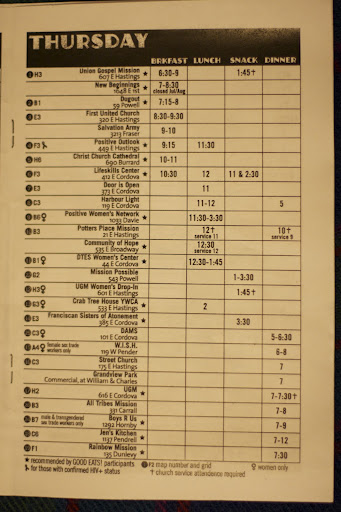 THURSDAY
BRKFAST LUNCH SNACK DINNER
H3 Union Gospel Mission 6:30-9 1:45†
607 E Hastings ★
New Beginnings 7-8:30
1648 E 1st ★ closed Jul/Aug
B1 Dugout 7:15-8
59 Powell ★
E3 First United Church 8:30-9:30
320 E Hastings
Salvation Army 9-10
3213 Fraser
F3 Positive Outlook 9:15 11:30
449 E Hastings ★
H6 Christ Church Cathedral 10-11
690 Burrard ★
F3 Lifeskills Center 10:30 12 11 & 2:30
412 E Cordova ★
E3 Door is Open 11
373 E Cordova
C3 Harbour Light 11-12 5
119 E Cordova
B6 ♀ Positive Women's Network 11:30-3:30
1033 Davie ★
B3 Potters Place Mission 12† 10†
21 E Hastings service 11 service 9
Community of Hope 12:30
535 E Broadway ★ service 12
B1 ♀ DTES Women's Center 12:30-1:45
44 E Cordova ★
G2 Mission Possible 1-3:30
543 Powell
H3 ♀ UGM Women's Drop-In 1:45†
601 E Hastings ★
G3 ♀ Crab Tree House YWCA 2
533 E Hastings ★
E3 Franciscan Sisters of Atonement 3:30
385 E Cordova ★
C3 ♀ DAMS 5-6:30
101 E Cordova
A4 ♀ female sex trade W.I.S.H. 6-8
workers only 119 W Pender
C3 Street Church 7
175 E Hastings
Grandview Park 7
Commercial, at William & Charles
H2 UGM 7-7:30†
616 E Cordova ★
B3 All Tribes Mission 7-8
331 Carrall
B7 male & transgendered Boys R Us 7-9
sex trade workers only 1292 Hornby ★
C6 Jen's Kitchen 7-12
1137 Pendrell ★
F1 Rainbow Mission 7:30
135 Dunlevy ★
★ recommended by GOOD EATS! participants F2 map number and grid ♀ women only
for those with confirmed HIV+ status † church service attendance required